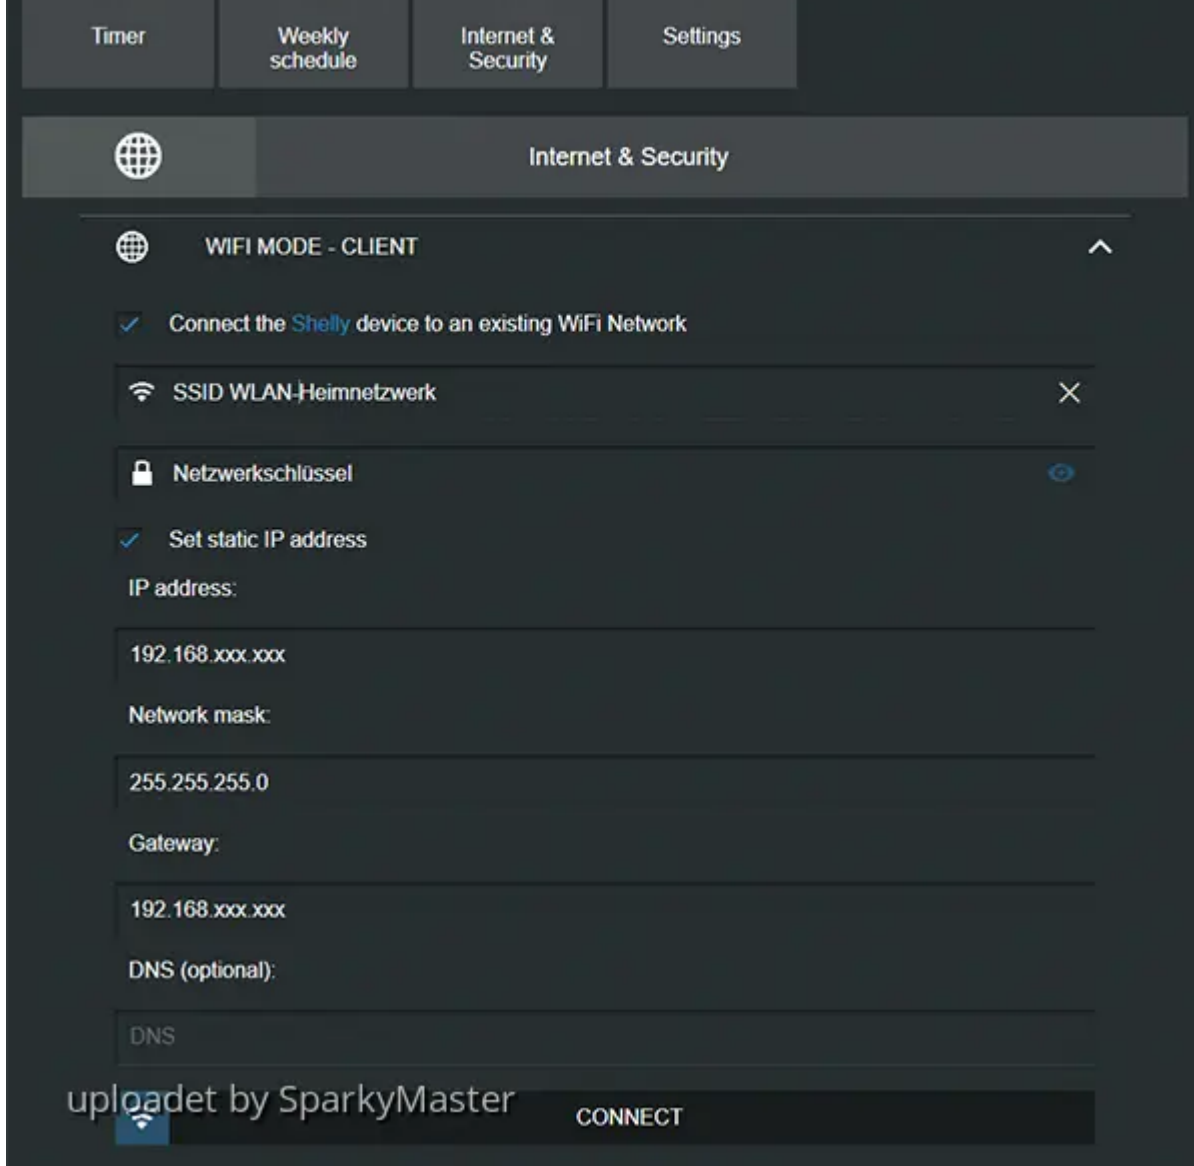 Timer
Weekly
schedule
Internet &
Security
Settings
Internet & Security
WIFI MODE - CLIENT
Connect the Shelly device to an existing WiFi Network
SSID WLAN-Heimnetzwerk
Netzwerkschlüssel
Set static IP address
IP address:
192.168.xxx.xxx
Network mask:
255.255.255.0
Gateway:
192.168.xxx.xxx
DNS (optional):
DNS
uploadet by SparkyMaster
CONNECT